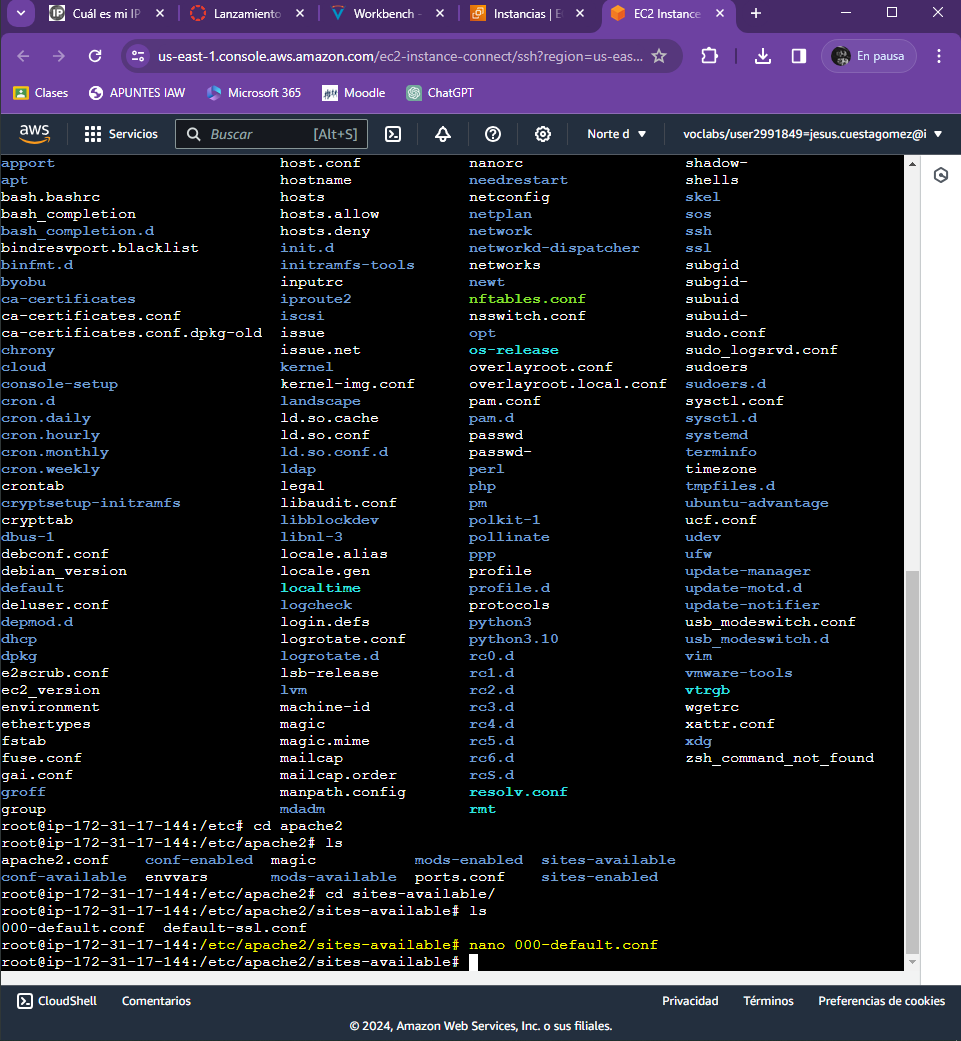 Cuál es mi IP
Lanzamiento
Workbench -
Instancias | E
EC2 Instance
us-east-1.console.aws.amazon.com/ec2-instance-connect/ssh?region=us-eas...
En pausa
Clases APUNTES IAW Microsoft 365 Moodle ChatGPT
aws Servicios Buscar [Alt+S] Norte d voclabs/user2991849=jesus.cuestagomez@i
apport host.conf nanorc shadow-
apt hostname needrestart shells
bash.bashrc hosts netconfig skel
bash_completion hosts.allow netplan sos
bash_completion.d hosts.deny network ssh
bindresvport.blacklist init.d networkd-dispatcher ssl
binfmt.d initramfs-tools networks subgid
byobu inputrc newt subgid-
ca-certificates iproute2 nftables.conf subuid
ca-certificates.conf iscsi nsswitch.conf subuid-
ca-certificates.conf.dpkg-old issue opt sudo.conf
chrony issue.net os-release sudo_logsrvd.conf
cloud kernel overlayroot.conf sudoers
console-setup kernel-img.conf overlayroot.local.conf sudoers.d
cron.d landscape pam.conf sysctl.conf
cron.daily ld.so.cache pam.d sysctl.d
cron.hourly ld.so.conf passwd systemd
cron.monthly ld.so.conf.d passwd- terminfo
cron.weekly ldap perl timezone
crontab legal php tmpfiles.d
cryptsetup-initramfs libaudit.conf pm ubuntu-advantage
crypttab libblockdev polkit-1 ucf.conf
dbus-1 libnl-3 pollinate udev
debconf.conf locale.alias ppp ufw
debian_version locale.gen profile update-manager
default localtime profile.d update-motd.d
deluser.conf logcheck protocols update-notifier
depmod.d login.defs python3 usb_modeswitch.conf
dhcp logrotate.conf python3.10 usb_modeswitch.d
dpkg logrotate.d rc0.d vim
e2scrub.conf lsb-release rc1.d vmware-tools
ec2_version lvm rc2.d vtrgb
environment machine-id rc3.d wgetrc
ethertypes magic rc4.d xattr.conf
fstab magic.mime rc5.d xdg
fuse.conf mailcap rc6.d zsh_command_not_found
gai.conf mailcap.order rcS.d
groff manpath.config resolv.conf
group mdadm rmt
root@ip-172-31-17-144:/etc# cd apache2
root@ip-172-31-17-144:/etc/apache2# ls
apache2.conf conf-enabled magic mods-enabled sites-available
conf-available envvars mods-available ports.conf sites-enabled
root@ip-172-31-17-144:/etc/apache2# cd sites-available/
root@ip-172-31-17-144:/etc/apache2/sites-available# ls
000-default.conf default-ssl.conf
root@ip-172-31-17-144:/etc/apache2/sites-available# nano 000-default.conf
root@ip-172-31-17-144:/etc/apache2/sites-available#
CloudShell Comentarios Privacidad Términos Preferencias de cookies
© 2024, Amazon Web Services, Inc. o sus filiales.